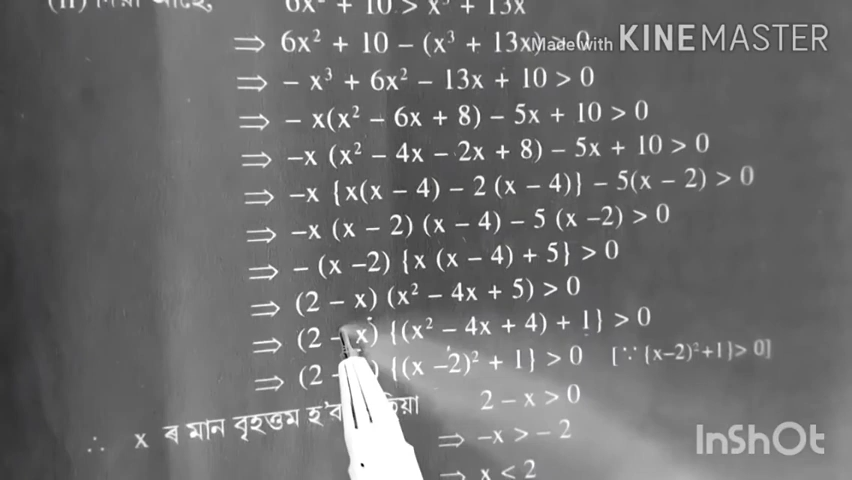 (ii) দিয়া আছে, 6x² + 10 > x³ + 13x
⇒ 6x² + 10 − (x³ + 13x) > 0
Made with KINEMASTER
⇒ − x³ + 6x² − 13x + 10 > 0
⇒ − x(x² − 6x + 8) − 5x + 10 > 0
⇒ −x (x² − 4x − 2x + 8) − 5x + 10 > 0
⇒ −x {x(x − 4) − 2 (x − 4)} − 5(x − 2) > 0
⇒ −x (x − 2) (x − 4) − 5 (x −2) > 0
⇒ − (x −2) {x (x − 4) + 5} > 0
⇒ (2 − x) (x² − 4x + 5) > 0
⇒ (2 − x) {(x² − 4x + 4) + 1} > 0
⇒ (2 − ) {(x −2)² + 1} > 0 [∵ {x−2)²+1}> 0]
∴ x ৰ মান বৃহত্তম হ'ব 2 − x > 0
⇒ −x > − 2
⇒ x < 2
InShOt